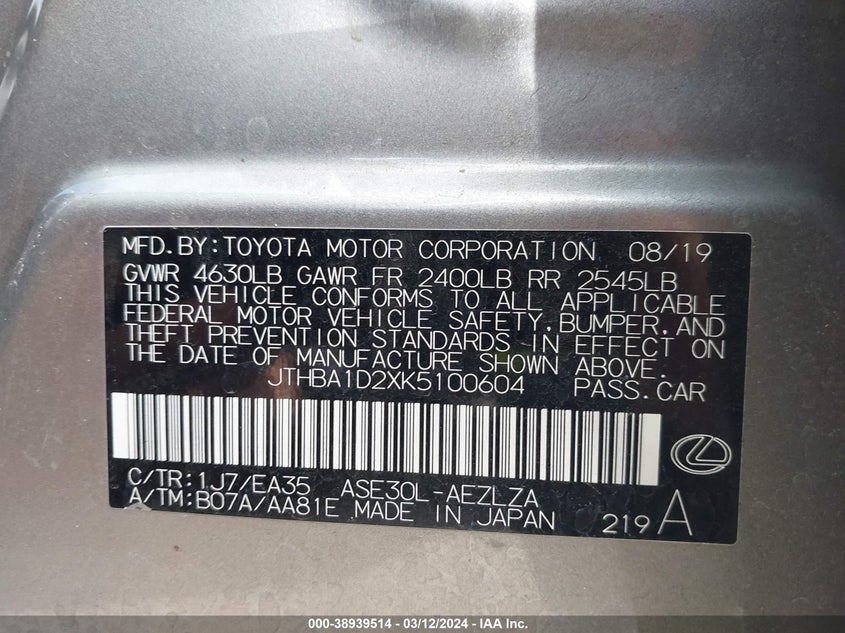 MFD.BY:TOYOTA MOTOR CORPORATION 08/19
GVWR 4630LB GAWR FR 2400LB RR 2545LB
THIS VEHICLE CONFORMS TO ALL APPLICABLE
FEDERAL MOTOR VEHICLE SAFETY,BUMPER,AND
THEFT PREVENTION STANDARDS IN EFFECT ON
THE DATE OF MANUFACTURE SHOWN ABOVE.
JTHBA1D2XK5100604 PASS.CAR
C/TR:1J7/EA35 ASE30L-AEZLZA
A/TM:B07A/AA81E MADE IN JAPAN 219 A
000-38939514 - 03/12/2024 - IAA Inc.